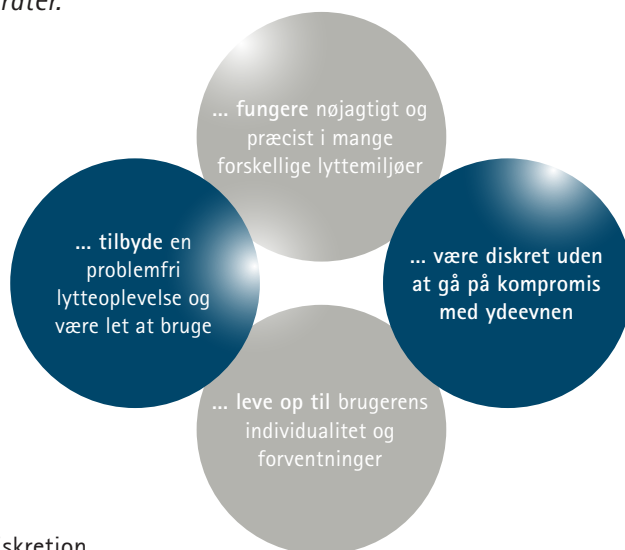 ... fungere nøjagtigt og
præcist i mange
forskellige lyttemiljøer
... tilbyde en
problemfri
lytteoplevelse og
være let at bruge
... være diskret uden
at gå på kompromis
med ydeevnen
... leve op til brugerens
individualitet og
forventninger